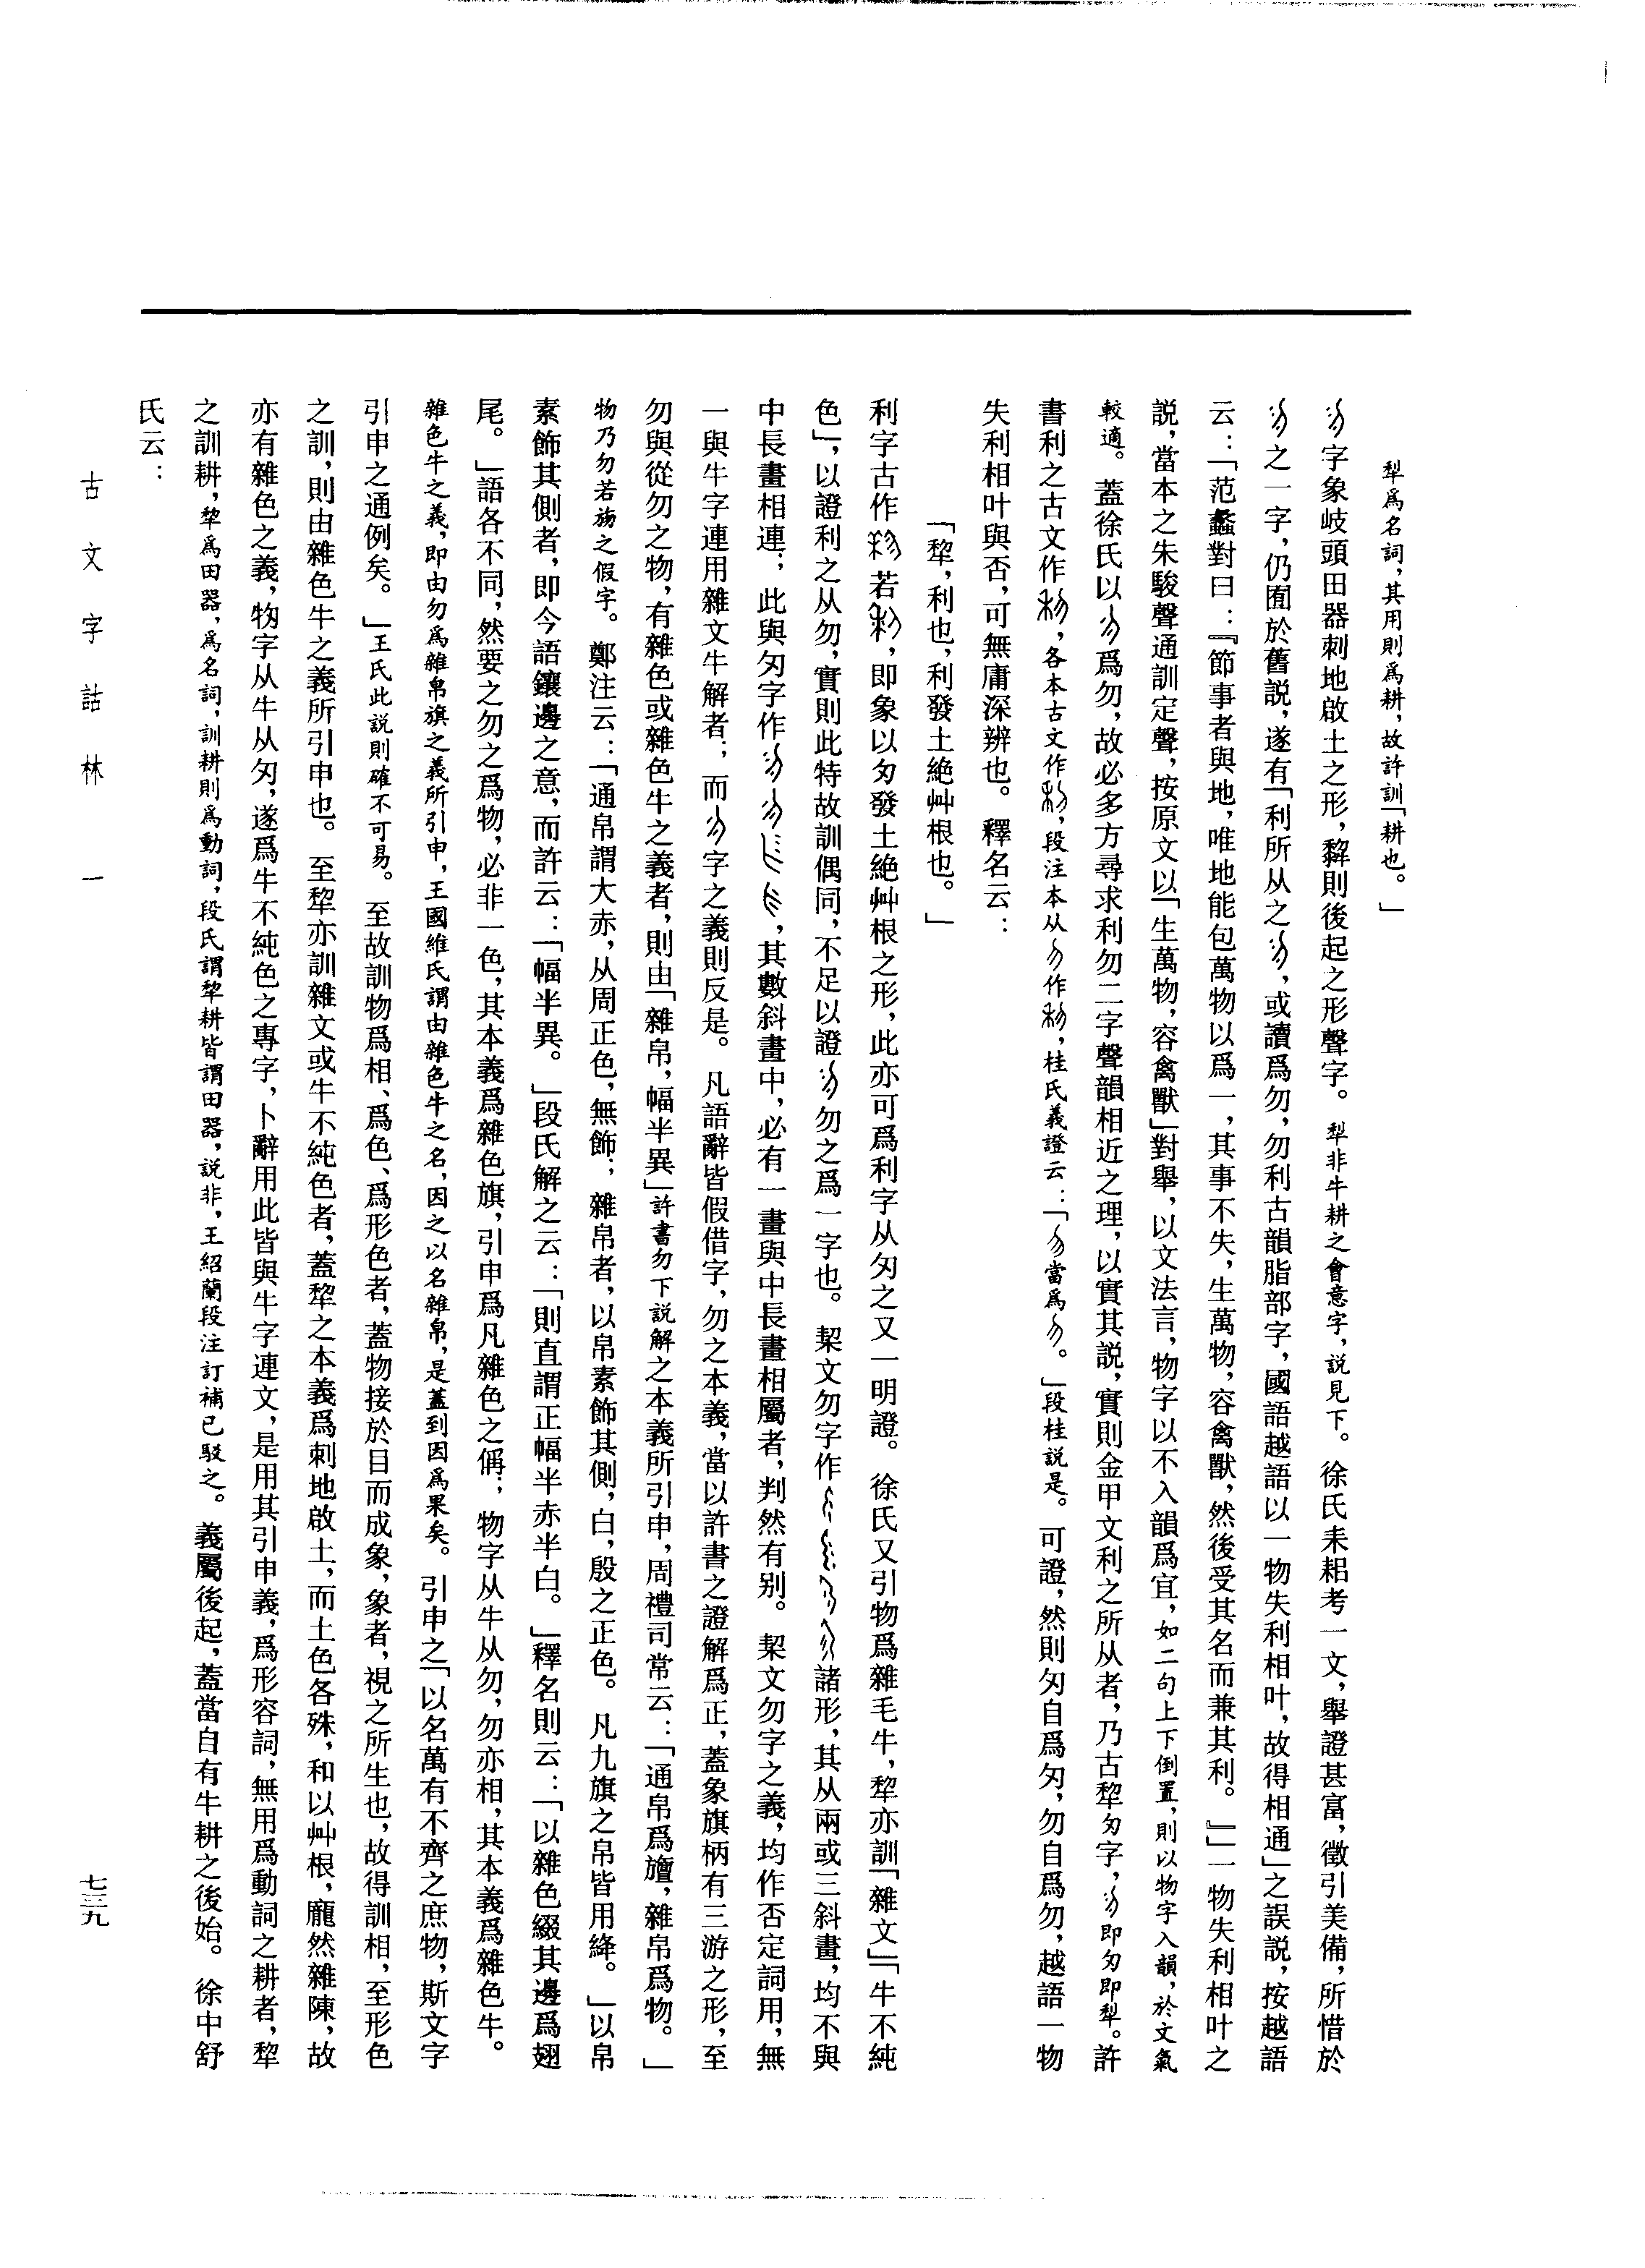 犁爲名詞,其用則爲耕,故許訓「耕也。」
字象岐頭田器刺地啟土之形,犂則後起之形聲字。犁非牛耕之會意字,説見下。徐氏耒耜考一文,舉證甚富,徵引美備,所惜於
之一字,仍囿於舊説,遂有「利所从之,或讀爲勿,勿利古韻脂部字,國語越語以一物失利相叶,故得相通」之誤説,按越語
云:「范蠡對曰:『節事者與地,唯地能包萬物以爲一,其事不失,生萬物,容禽獸,然後受其名而兼其利。』」一物失利相叶之
説,當本之朱駿聲通訓定聲,按原文以「生萬物,容禽獸」對舉,以文法言,物字以不入韻爲宜,如二句上下倒置,則以物字入韻,於文氣
較適。蓋徐氏以爲勿,故必多方尋求利勿二字聲韻相近之理,以實其説,實則金甲文利之所从者,乃古犂勿字,即勿即犁。許
書利之古文作,各本古文作,段注本从作,桂氏義證云:「當爲。」段桂説是。可證,然則勿自爲勿,勿自爲勿,越語一物
失利相叶與否,可無庸深辨也。釋名云:
「犂,利也,利發土絶艸根也。」
利字古作若,即象以勿發土絶艸根之形,此亦可爲利字从勿之又一明證。徐氏又引物爲雜毛牛,犂亦訓「雜文」「牛不純
色」,以證利之从勿,實則此特故訓偶同,不足以證勿之爲一字也。栔文勿字作諸形,其从兩或三斜畫,均不與
中長畫相連;此與勿字作,其數斜畫中,必有一畫與中長畫相屬者,判然有別。栔文勿字之義,均作否定詞用,無
一與牛字連用雜文牛解者;而字之義則反是。凡語辭皆假借字,勿之本義,當以許書之證解爲正,蓋象旗柄有三游之形,至
勿與從勿之物,有雜色或雜色牛之義者,則由「雜帛,幅半異」許書勿下説解之本義所引申,周禮司常云:「通帛爲旜,雜帛爲物。」
物乃勿若㫚之假字。鄭注云:「通帛謂大赤,从周正色,無飾;雜帛者,以帛素飾其側,白,殷之正色。凡九旗之帛皆用絳。」以帛
素飾其側者,即今語鑲邊之意,而許云:「幅半異。」段氏解之云:「則直謂正幅半赤半白。」釋名則云:「以雜色綴其邊爲翅
尾。」語各不同,然要之勿之爲物,必非一色,其本義爲雜色旗,引申爲凡雜色之偁;物字从牛从勿,勿亦相,其本義爲雜色牛。
雜色牛之義,即由勿爲雜帛旗之義所引申,王國維氏謂由雜色牛之名,因之以名雜帛,是蓋到因爲果矣。引申之「以名萬有不齊之庶物,斯文字
引申之通例矣。」王氏此説則確不可易。至故訓物爲相、爲色、爲形色者,蓋物接於目而成象,象者,視之所生也,故得訓相,至形色
之訓,則由雜色牛之義所引申也。至犂亦訓雜文或牛不純色者,蓋犂之本義爲刺地啟土,而土色各殊,和以艸根,龐然雜陳,故
亦有雜色之義,物字从牛从勿,遂爲牛不純色之專字,卜辭用此皆與牛字連文,是用其引申義,爲形容詞,無用爲動詞之耕者,犂
之訓耕,犂爲田器,爲名詞,訓耕則爲動詞,段氏謂犂耕皆謂田器,説非,王紹蘭段注訂補已駁之。義屬後起,蓋當自有牛耕之後始。徐中舒
氏云:
古文字詁林 一
七三九